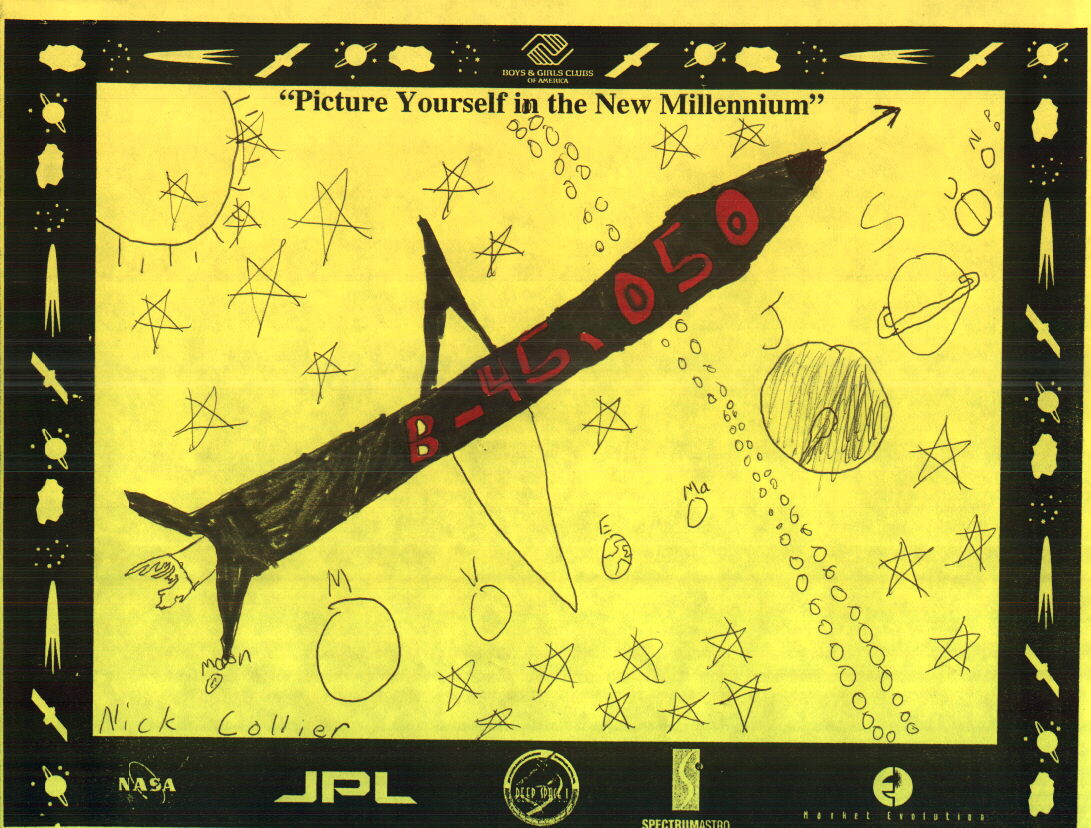 BOYS & GIRLS CLUBS
OF AMERICA
“Picture Yourself in the New Millennium”
N
P
U
S
J
B-45,050
Ma
E
V
M
Moon
Nick Collier
NASA
JPL
DEEP SPACE 1
SPECTRUMASTRO
Market Evolution